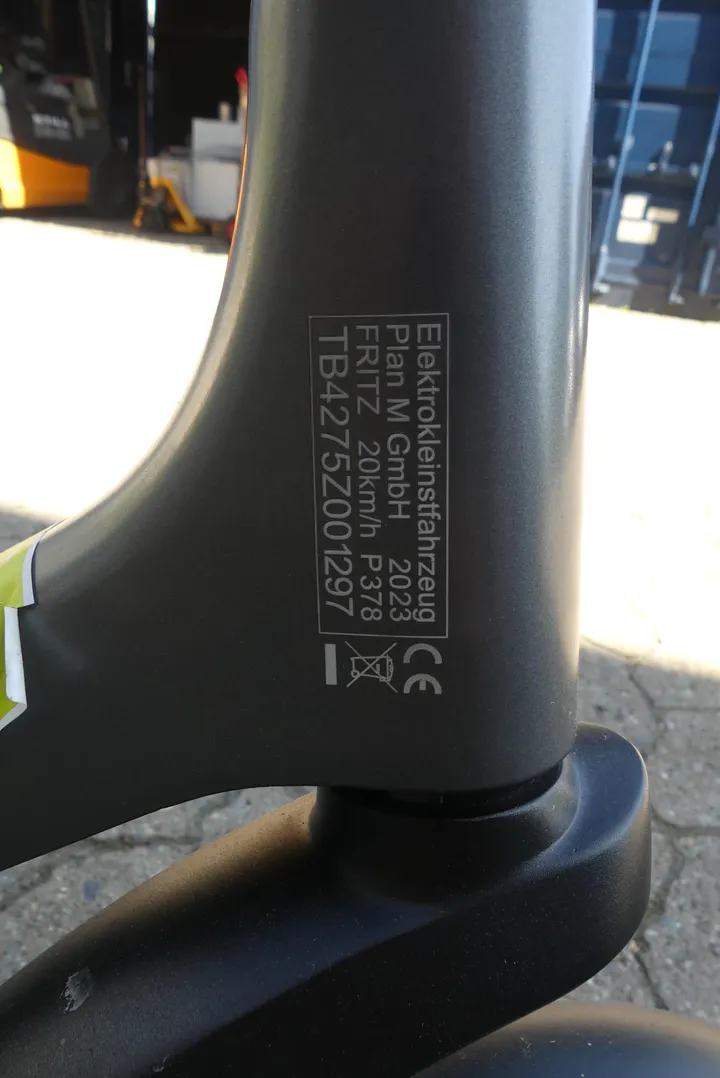 Elektrokleinstfahrzeug
Plan M GmbH 2023
FRITZ 20km/h P378
TB4275Z001297
CE